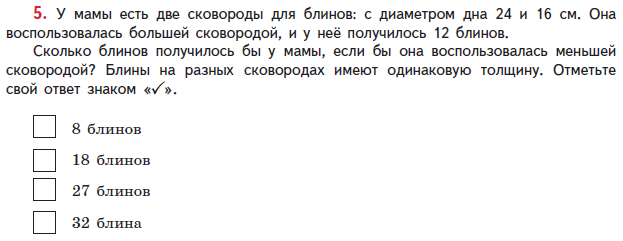 5. У мамы есть две сковороды для блинов: с диаметром дна 24 и 16 см. Она
воспользовалась большей сковородой, и у неё получилось 12 блинов.
Сколько блинов получилось бы у мамы, если бы она воспользовалась меньшей
сковородой? Блины на разных сковородах имеют одинаковую толщину. Отметьте
свой ответ знаком «✓».
8 блинов
18 блинов
27 блинов
32 блина